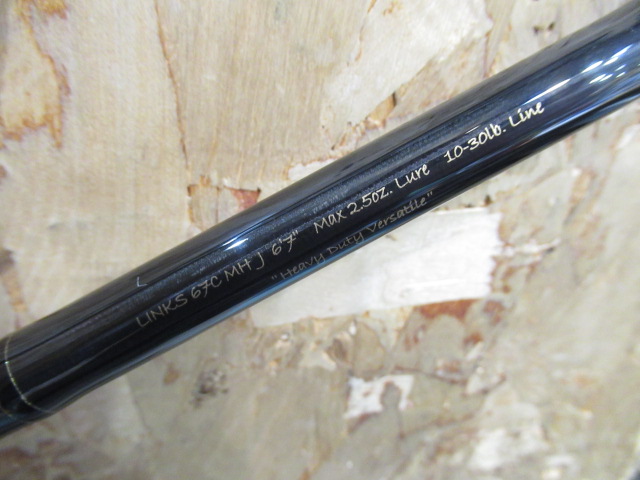 LINKS 67C MH J 6'7" Max 2.5oz. Lure 10-30lb. Line
"Heavy Duty Versatile"